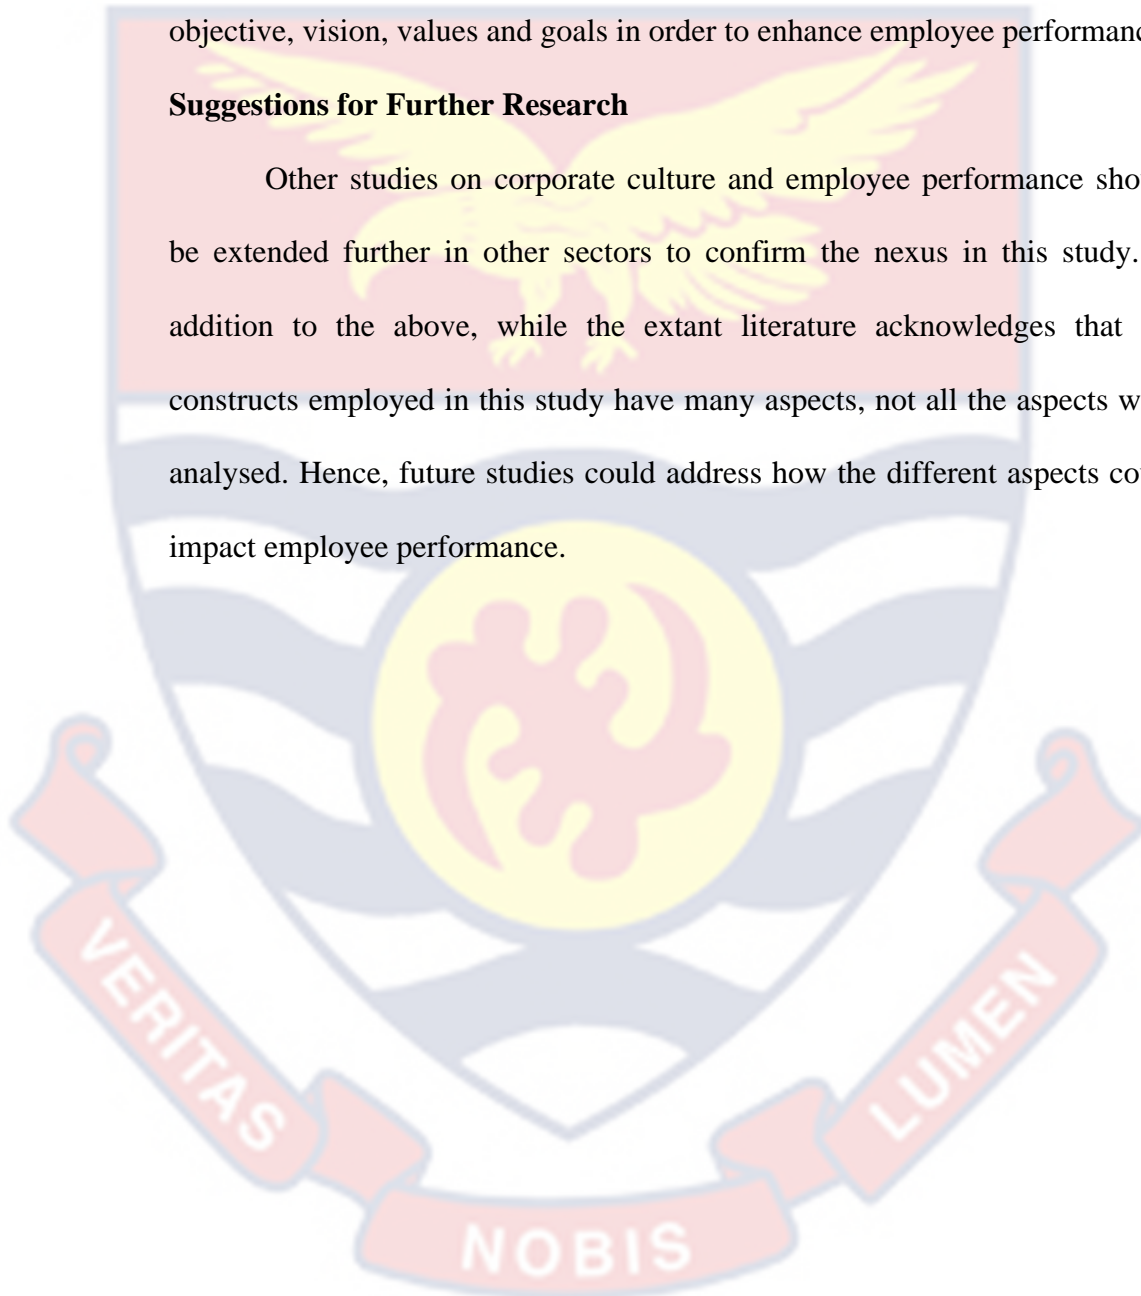 objective, vision, values and goals in order to enhance employee performanc
Suggestions for Further Research
Other studies on corporate culture and employee performance sho
be extended further in other sectors to confirm the nexus in this study.
addition to the above, while the extant literature acknowledges that
constructs employed in this study have many aspects, not all the aspects w
analysed. Hence, future studies could address how the different aspects co
impact employee performance.
VERITAS
NOBIS
LUMEN